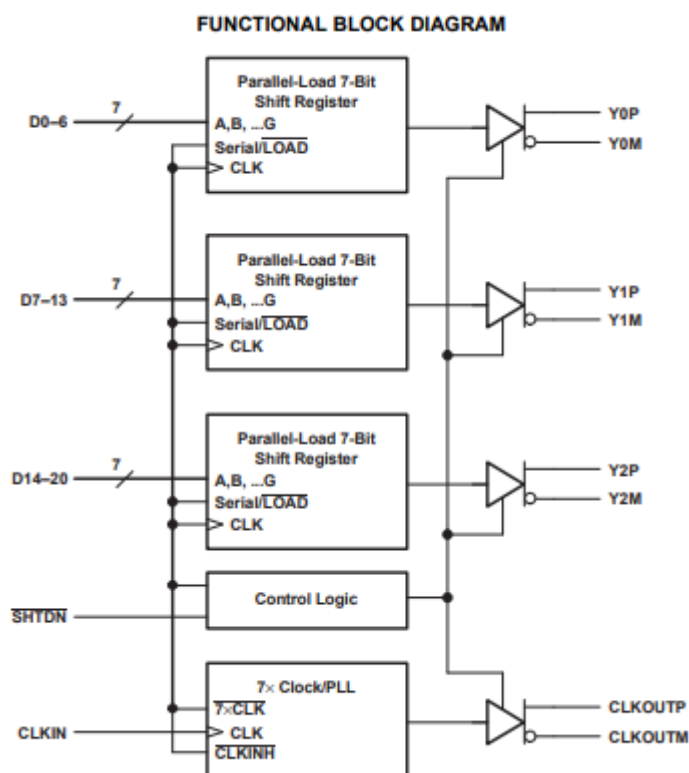 FUNCTIONAL BLOCK DIAGRAM
Parallel-Load 7-Bit
Shift Register
D0–6
7
A,B, ...G
Serial/LOAD
CLK
Y0P
Y0M
Parallel-Load 7-Bit
Shift Register
D7–13
7
A,B, ...G
Serial/LOAD
CLK
Y1P
Y1M
Parallel-Load 7-Bit
Shift Register
D14–20
7
A,B, ...G
Serial/LOAD
CLK
Y2P
Y2M
Control Logic
SHTDN
7× Clock/PLL
7×CLK
CLKIN
CLK
CLKINH
CLKOUTP
CLKOUTM